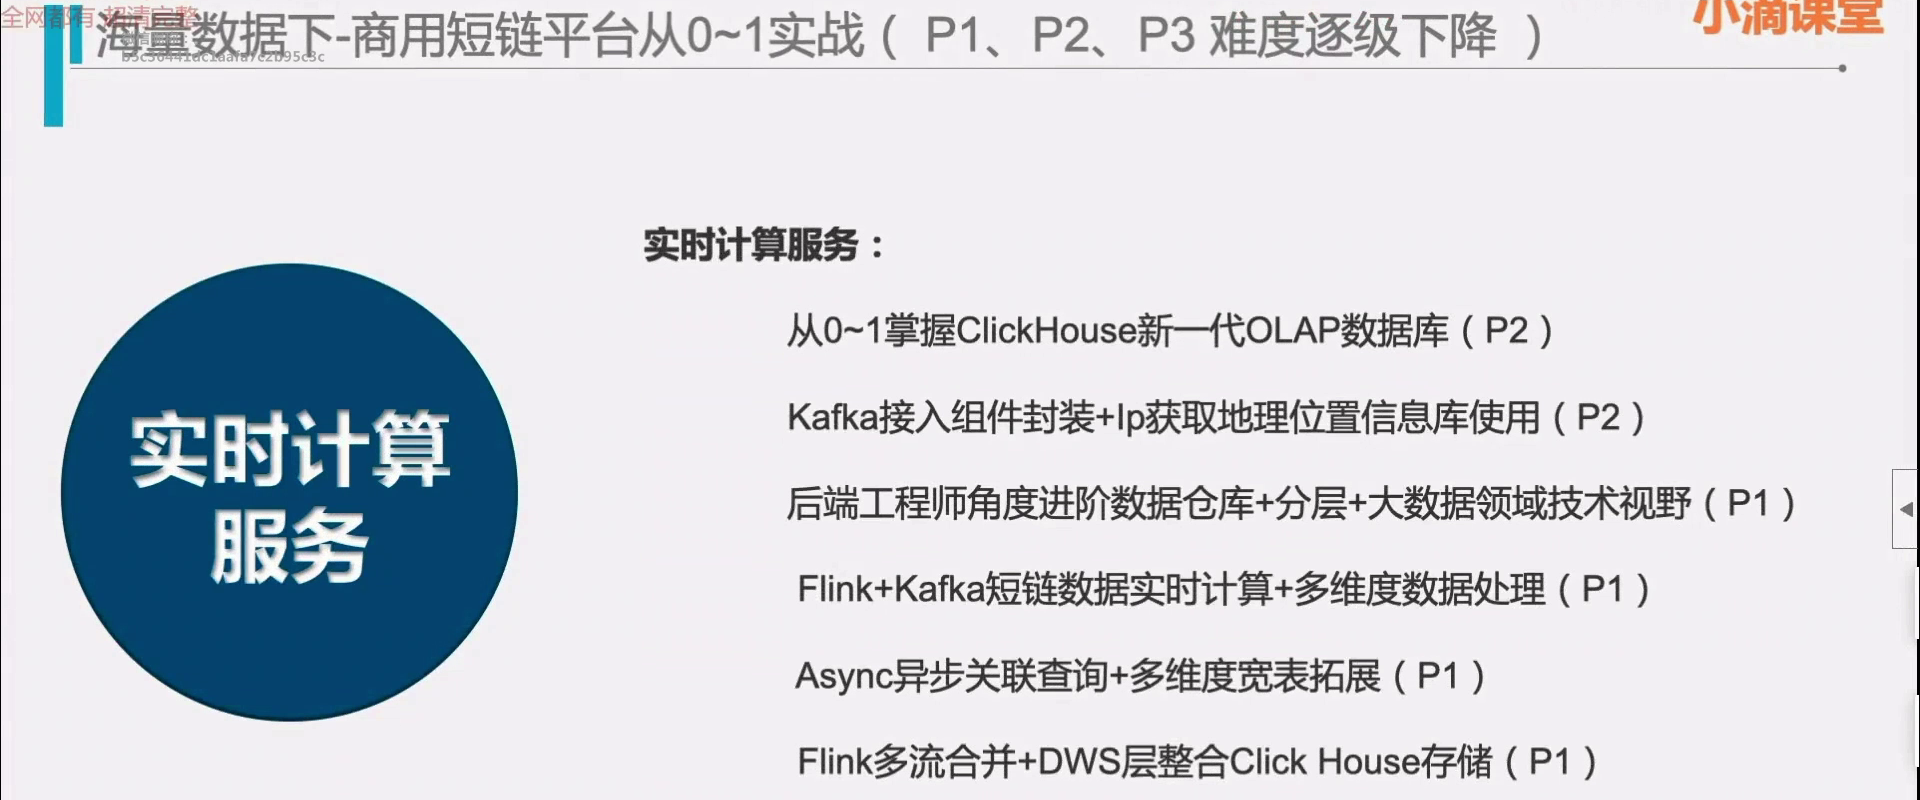 全网都有 超清完整
小滴课堂
海量数据下-商用短链平台从0~1实战（ P1、P2、P3 难度逐级下降 ）
实时计算服务：
从0~1掌握ClickHouse新一代OLAP数据库（P2）
Kafka接入组件封装+Ip获取地理位置信息库使用（P2）
实时计算
服务
后端工程师角度进阶数据仓库+分层+大数据领域技术视野（P1）
Flink+Kafka短链数据实时计算+多维度数据处理（P1）
Async异步关联查询+多维度宽表拓展（P1）
Flink多流合并+DWS层整合Click House存储（P1）